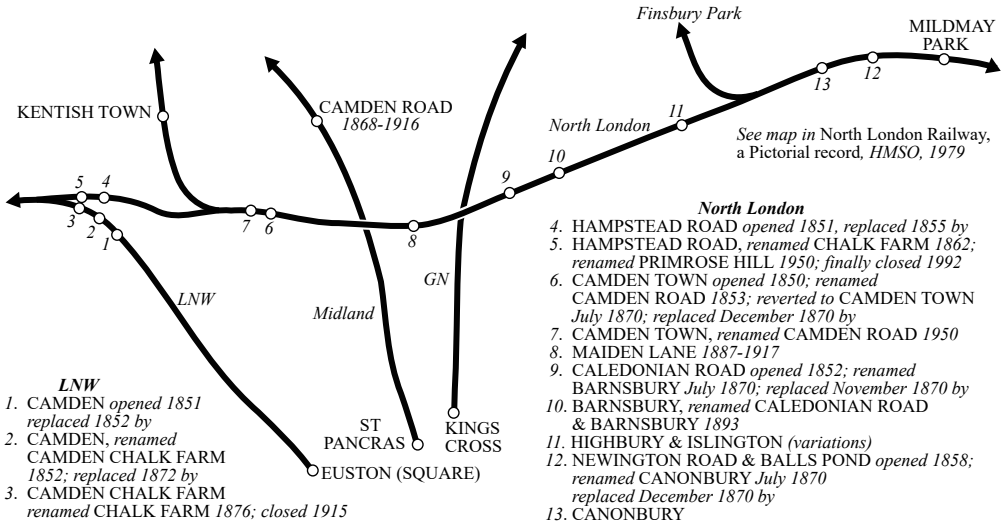 Finsbury Park
MILDMAY
PARK
KENTISH TOWN
CAMDEN ROAD
1868-1916
North London
11
13
12
See map in North London Railway,
a Pictorial record, HMSO, 1979
10
9
5
4
3
2
1
7
6
8
LNW
Midland
GN
ST
PANCRAS
KINGS
CROSS
EUSTON (SQUARE)
LNW
1. CAMDEN opened 1851
replaced 1852 by
2. CAMDEN, renamed
CAMDEN CHALK FARM
1852; replaced 1872 by
3. CAMDEN CHALK FARM
renamed CHALK FARM 1876; closed 1915
North London
4. HAMPSTEAD ROAD opened 1851, replaced 1855 by
5. HAMPSTEAD ROAD, renamed CHALK FARM 1862;
renamed PRIMROSE HILL 1950; finally closed 1992
6. CAMDEN TOWN opened 1850; renamed
CAMDEN ROAD 1853; reverted to CAMDEN TOWN
July 1870; replaced December 1870 by
7. CAMDEN TOWN, renamed CAMDEN ROAD 1950
8. MAIDEN LANE 1887-1917
9. CALEDONIAN ROAD opened 1852; renamed
BARNSBURY July 1870; replaced November 1870 by
10. BARNSBURY, renamed CALEDONIAN ROAD
& BARNSBURY 1893
11. HIGHBURY & ISLINGTON (variations)
12. NEWINGTON ROAD & BALLS POND opened 1858;
renamed CANONBURY July 1870
replaced December 1870 by
13. CANONBURY